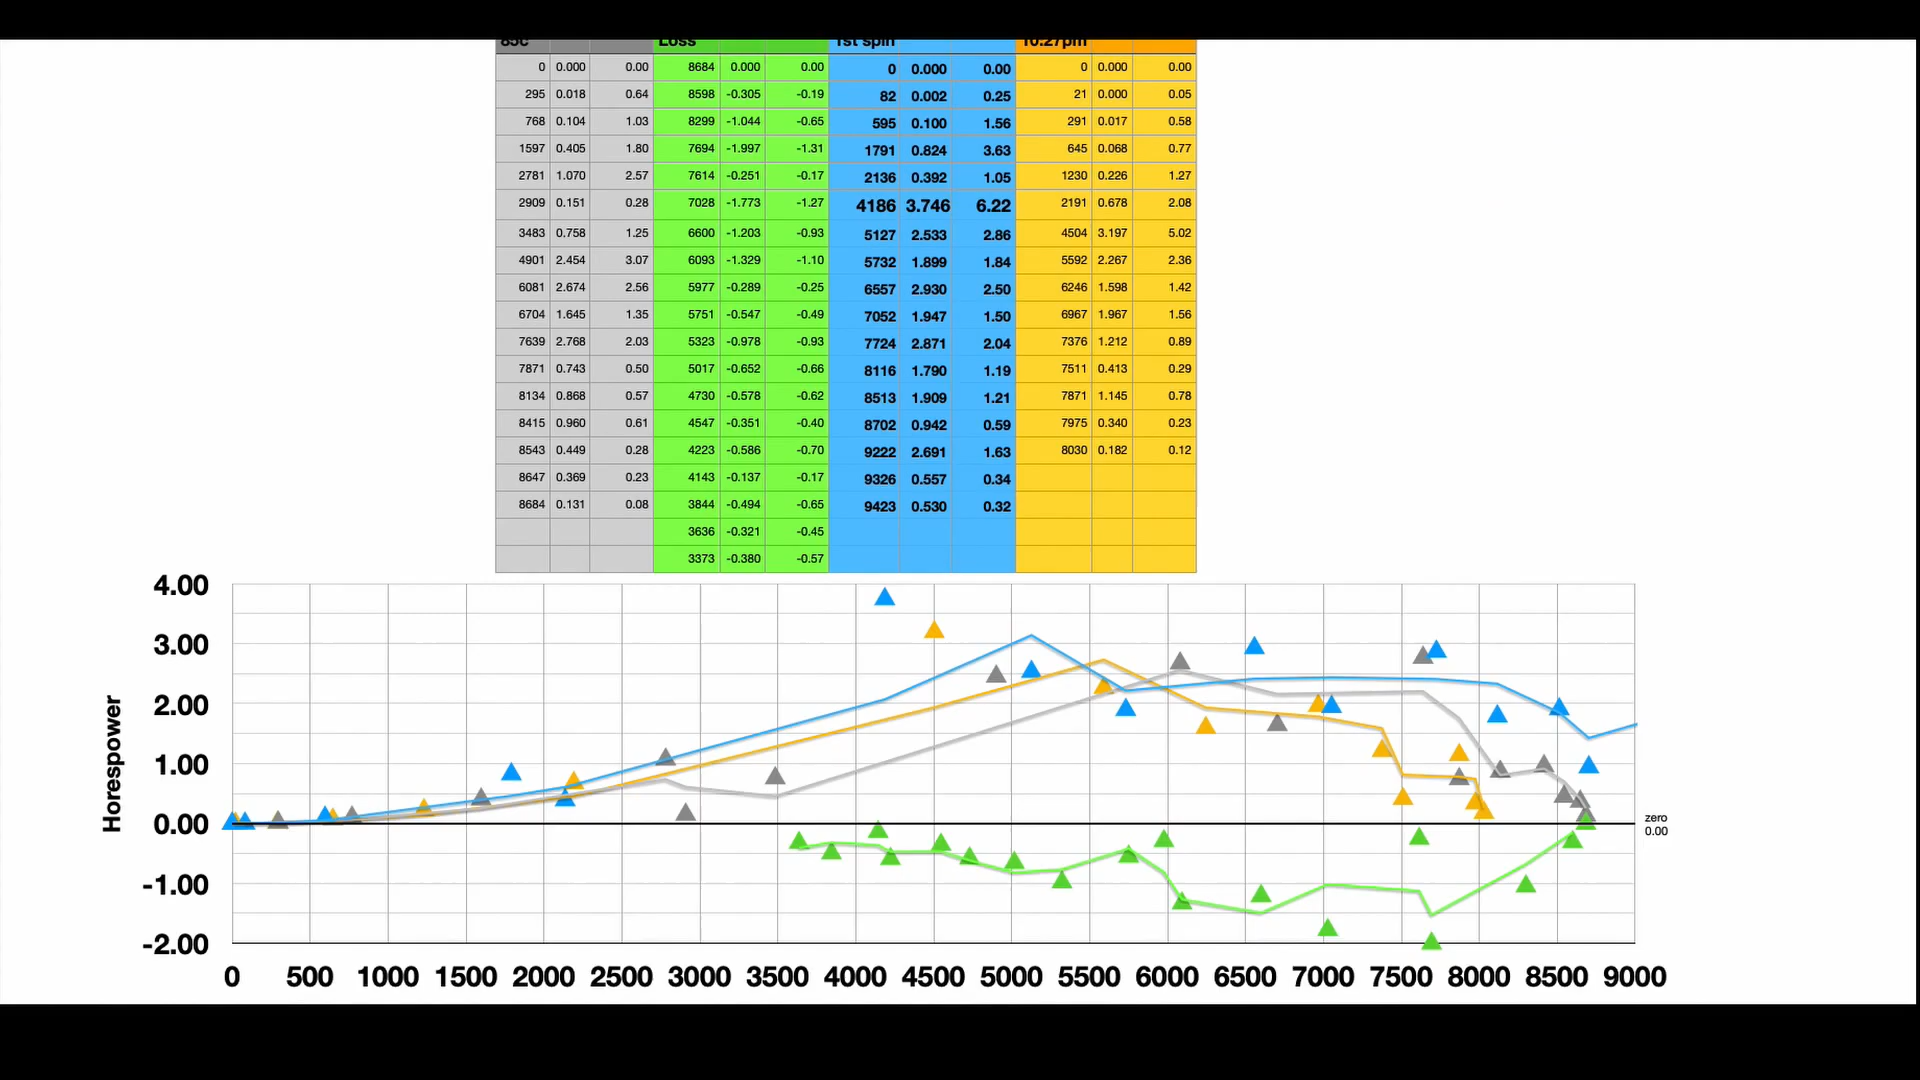 85c Loss 1st spin 10:27pm
0 0.000 0.00 8684 0.000 0.00 0 0.000 0.00 0 0.000 0.00
295 0.018 0.64 8598 -0.305 -0.19 82 0.002 0.25 21 0.000 0.05
768 0.104 1.03 8299 -1.044 -0.65 595 0.100 1.56 291 0.017 0.58
1597 0.405 1.80 7694 -1.997 -1.31 1791 0.824 3.63 645 0.068 0.77
2781 1.070 2.57 7614 -0.251 -0.17 2136 0.392 1.05 1230 0.226 1.27
2909 0.151 0.28 7028 -1.773 -1.27 4186 3.746 6.22 2191 0.678 2.08
3483 0.758 1.25 6600 -1.203 -0.93 5127 2.533 2.86 4504 3.197 5.02
4901 2.454 3.07 6093 -1.329 -1.10 5732 1.899 1.84 5592 2.267 2.36
6081 2.674 2.56 5977 -0.289 -0.25 6557 2.930 2.50 6246 1.598 1.42
6704 1.645 1.35 5751 -0.547 -0.49 7052 1.947 1.50 6967 1.967 1.56
7639 2.768 2.03 5323 -0.978 -0.93 7724 2.871 2.04 7376 1.212 0.89
7871 0.743 0.50 5017 -0.652 -0.66 8116 1.790 1.19 7511 0.413 0.29
8134 0.868 0.57 4730 -0.578 -0.62 8513 1.909 1.21 7871 1.145 0.78
8415 0.960 0.61 4547 -0.351 -0.40 8702 0.942 0.59 7975 0.340 0.23
8543 0.449 0.28 4223 -0.586 -0.70 9222 2.691 1.63 8030 0.182 0.12
8647 0.369 0.23 4143 -0.137 -0.17 9326 0.557 0.34
8684 0.131 0.08 3844 -0.494 -0.65 9423 0.530 0.32
3636 -0.321 -0.45
3373 -0.380 -0.57
4.00
3.00
2.00
1.00
0.00
-1.00
-2.00
Horespower
zero
0.00
0 500 1000 1500 2000 2500 3000 3500 4000 4500 5000 5500 6000 6500 7000 7500 8000 8500 9000